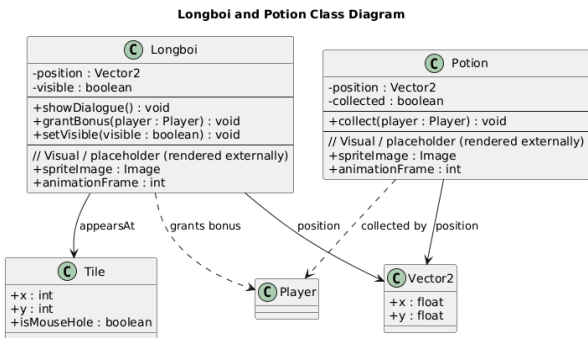 Longboi and Potion Class Diagram
C Longboi
-position : Vector2
-visible : boolean
+showDialogue() : void
+grantBonus(player : Player) : void
+setVisible(visible : boolean) : void
// Visual / placeholder (rendered externally)
+spriteImage : Image
+animationFrame : int
C Potion
-position : Vector2
-collected : boolean
+collect(player : Player) : void
// Visual / placeholder (rendered externally)
+spriteImage : Image
+animationFrame : int
appearsAt
grants bonus
position
collected by
position
C Tile
+x : int
+y : int
+isMouseHole : boolean
C Player
C Vector2
+x : float
+y : float